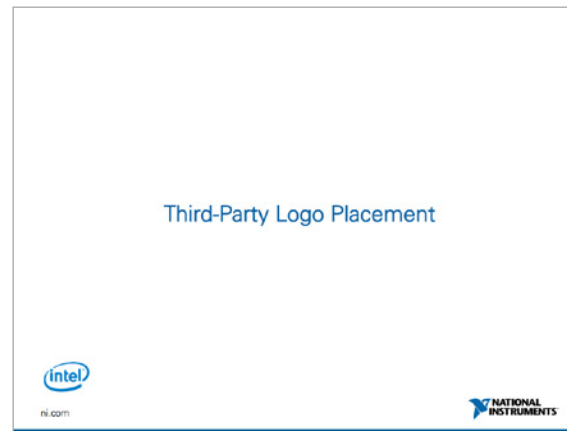 Third-Party Logo Placement
intel
ni.com
NATIONAL
INSTRUMENTS